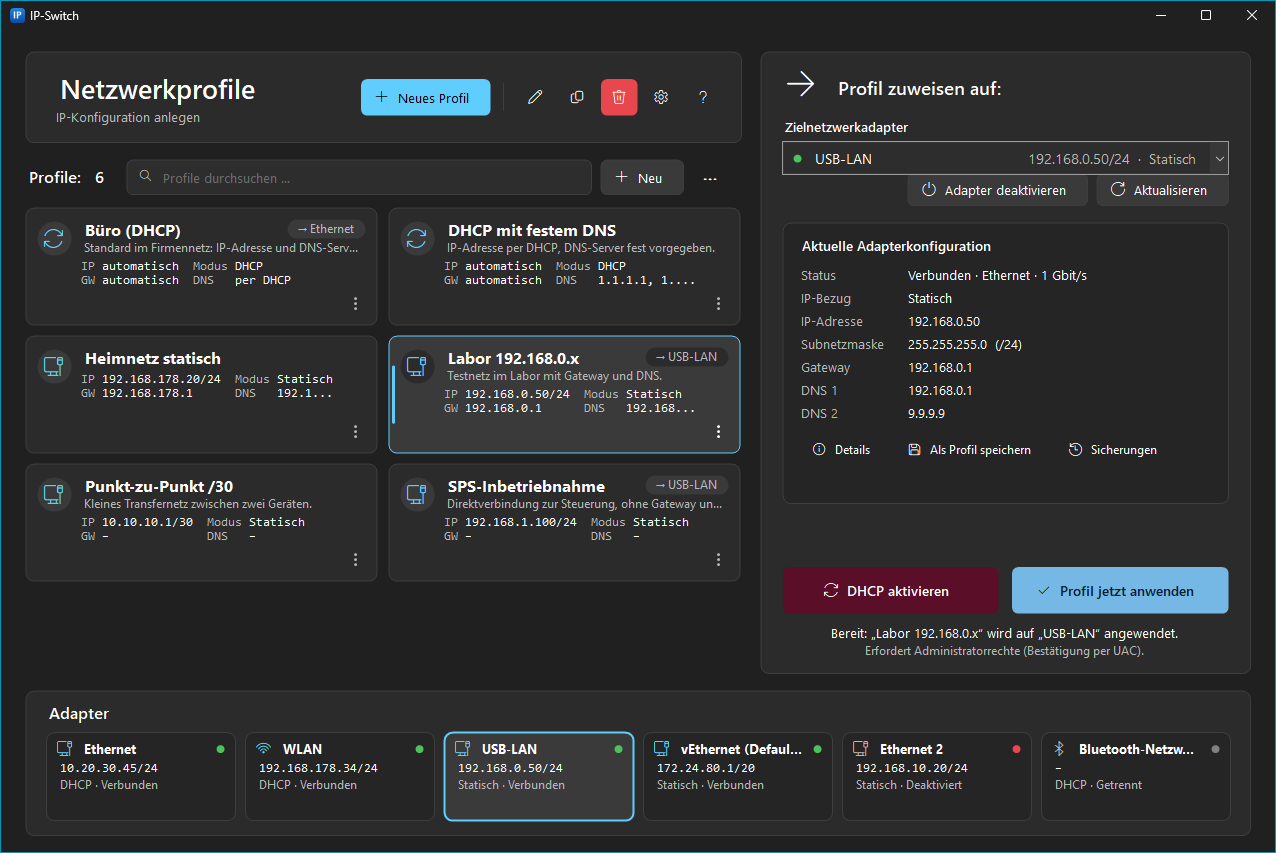 IP IP-Switch
Netzwerkprofile
IP-Konfiguration anlegen
Neues Profil
?
Profile: 6
Profile durchsuchen ...
Neu
...
Büro (DHCP)
→ Ethernet
Standard im Firmennetz: IP-Adresse und DNS-Serv...
IP automatisch Modus DHCP
GW automatisch DNS per DHCP
DHCP mit festem DNS
IP-Adresse per DHCP, DNS-Server fest vorgegeben.
IP automatisch Modus DHCP
GW automatisch DNS 1.1.1.1, 1....
Heimnetz statisch
IP 192.168.178.20/24 Modus Statisch
GW 192.168.178.1 DNS 192.1...
Labor 192.168.0.x
→ USB-LAN
Testnetz im Labor mit Gateway und DNS.
IP 192.168.0.50/24 Modus Statisch
GW 192.168.0.1 DNS 192.168...
Punkt-zu-Punkt /30
Kleines Transfernetz zwischen zwei Geräten.
IP 10.10.10.1/30 Modus Statisch
GW – DNS –
SPS-Inbetriebnahme
→ USB-LAN
Direktverbindung zur Steuerung, ohne Gateway un...
IP 192.168.1.100/24 Modus Statisch
GW – DNS –
Profil zuweisen auf:
Zielnetzwerkadapter
USB-LAN 192.168.0.50/24 · Statisch
Adapter deaktivieren
Aktualisieren
Aktuelle Adapterkonfiguration
Status Verbunden · Ethernet · 1 Gbit/s
IP-Bezug Statisch
IP-Adresse 192.168.0.50
Subnetzmaske 255.255.255.0 (/24)
Gateway 192.168.0.1
DNS 1 192.168.0.1
DNS 2 9.9.9.9
Details
Als Profil speichern
Sicherungen
DHCP aktivieren
Profil jetzt anwenden
Bereit: „Labor 192.168.0.x“ wird auf „USB-LAN“ angewendet.
Erfordert Administratorrechte (Bestätigung per UAC).
Adapter
Ethernet
10.20.30.45/24
DHCP · Verbunden
WLAN
192.168.178.34/24
DHCP · Verbunden
USB-LAN
192.168.0.50/24
Statisch · Verbunden
vEthernet (Defaul...
172.24.80.1/20
Statisch · Verbunden
Ethernet 2
192.168.10.20/24
Statisch · Deaktiviert
Bluetooth-Netzw...
–
DHCP · Getrennt